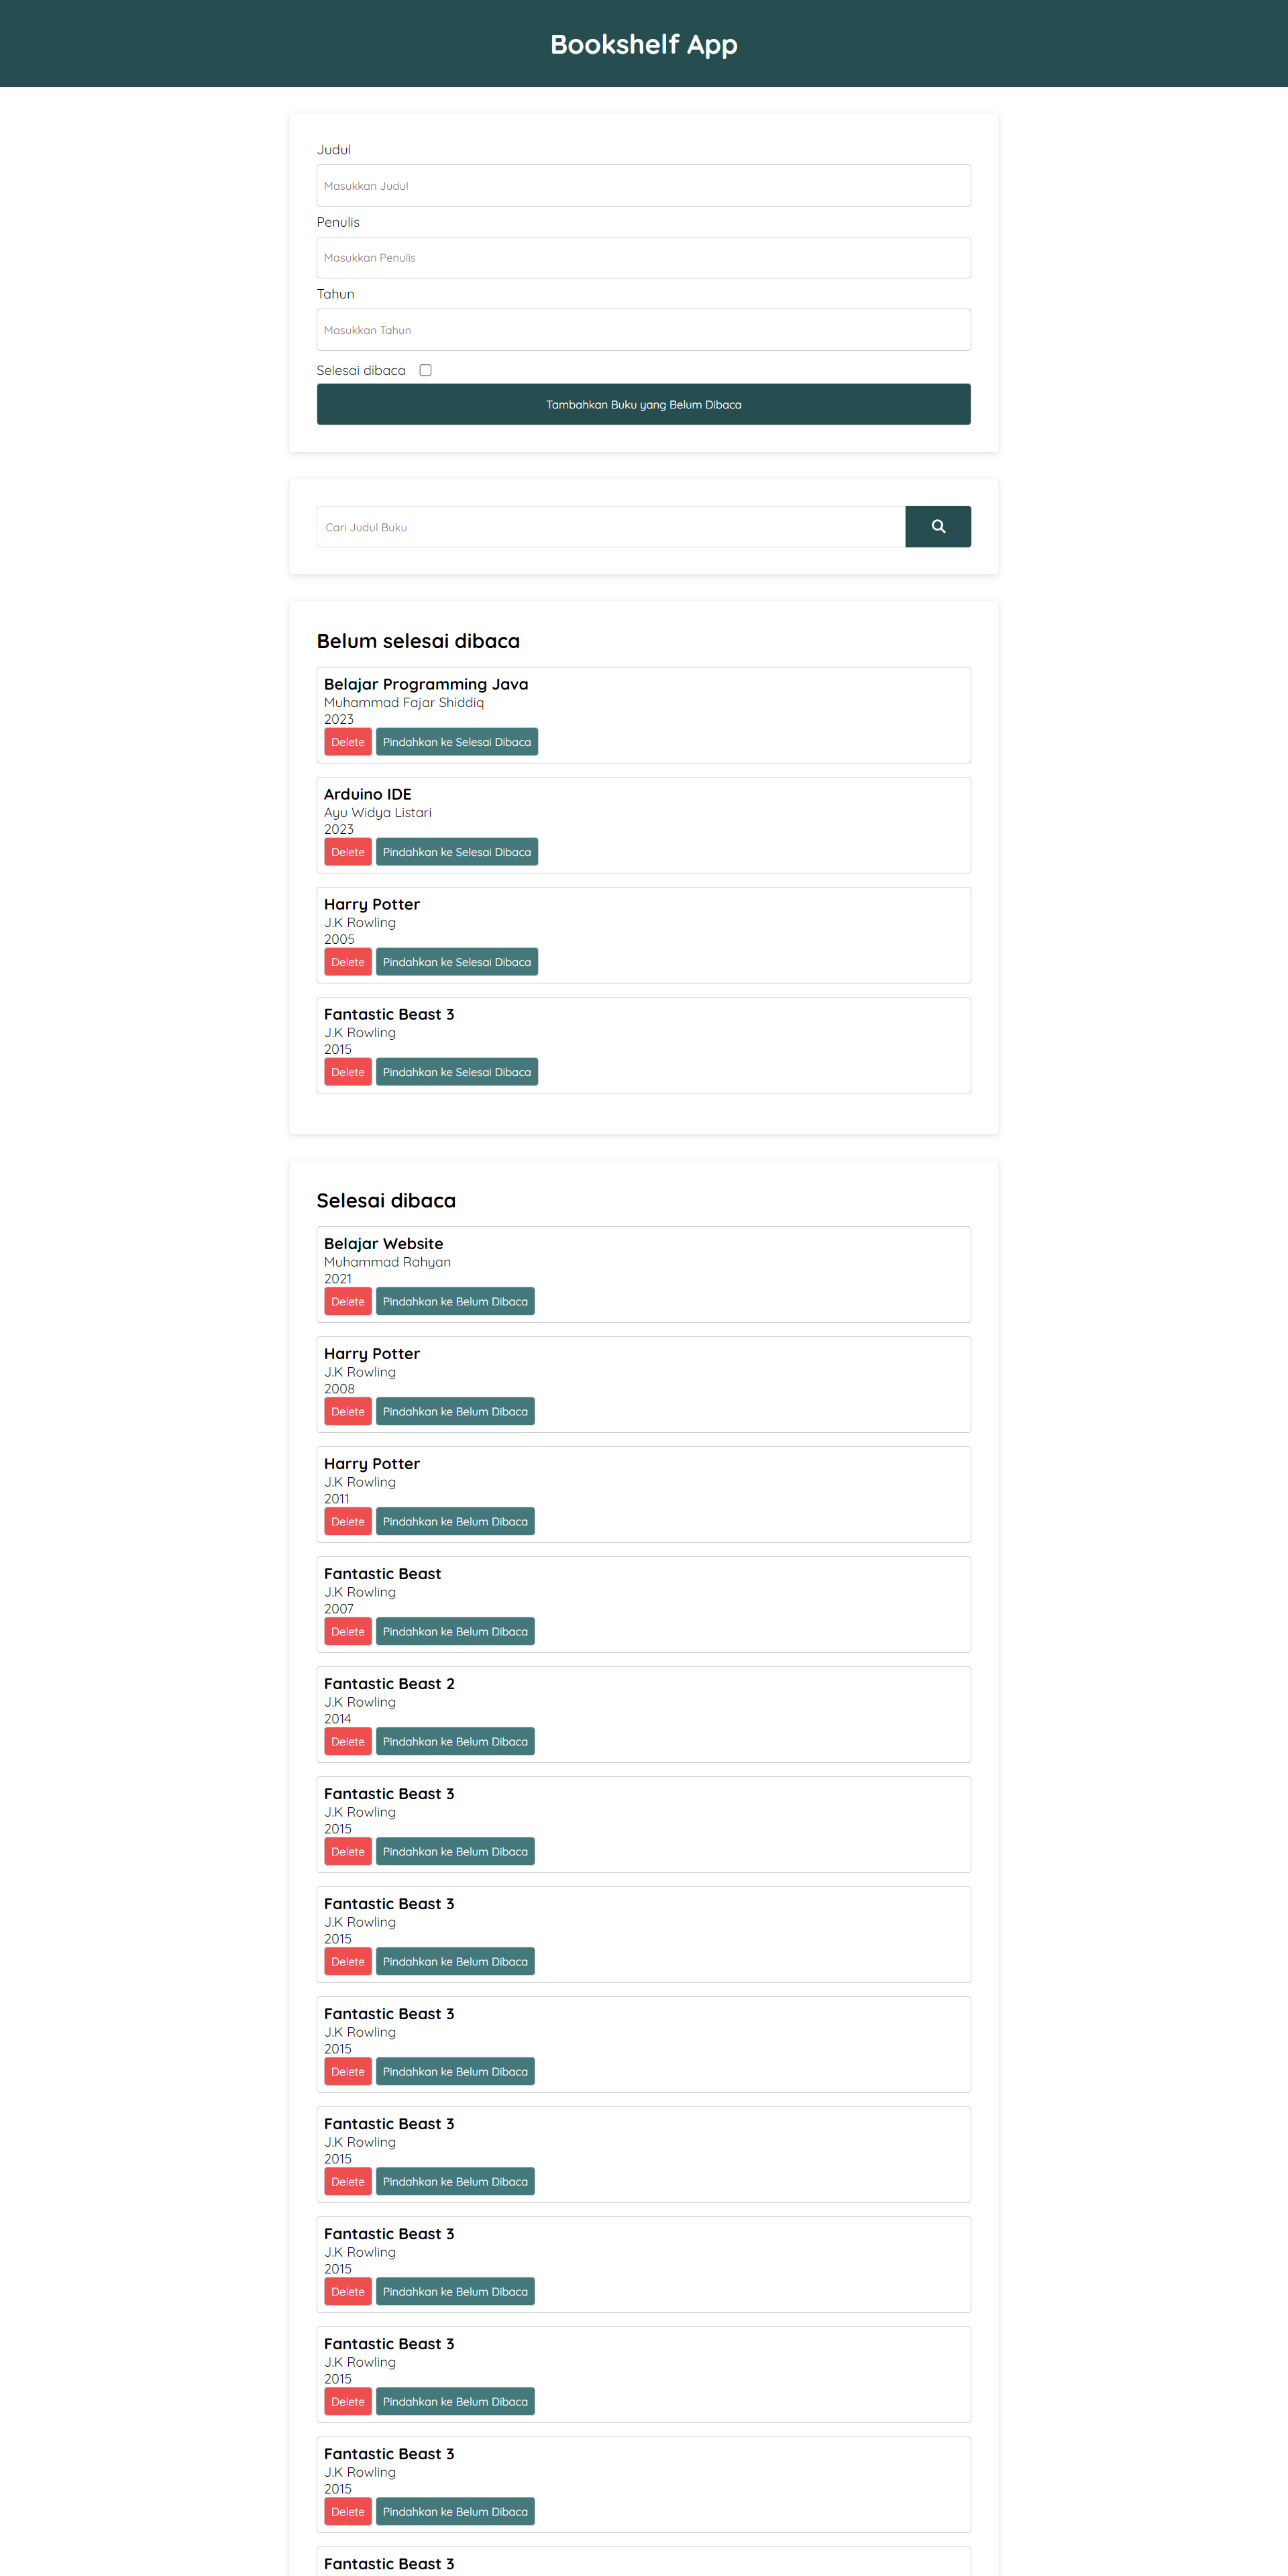 Bookshelf App
Judul
Masukkan Judul
Penulis
Masukkan Penulis
Tahun
Masukkan Tahun
Selesai dibaca
Tambahkan Buku yang Belum Dibaca
Cari Judul Buku
Belum selesai dibaca
Belajar Programming Java
Muhammad Fajar Shiddiq
2023
Delete Pindahkan ke Selesai Dibaca
Arduino IDE
Ayu Widya Listari
2023
Delete Pindahkan ke Selesai Dibaca
Harry Potter
J.K Rowling
2005
Delete Pindahkan ke Selesai Dibaca
Fantastic Beast 3
J.K Rowling
2015
Delete Pindahkan ke Selesai Dibaca
Selesai dibaca
Belajar Website
Muhammad Rahyan
2021
Delete Pindahkan ke Belum Dibaca
Harry Potter
J.K Rowling
2008
Delete Pindahkan ke Belum Dibaca
Harry Potter
J.K Rowling
2011
Delete Pindahkan ke Belum Dibaca
Fantastic Beast
J.K Rowling
2007
Delete Pindahkan ke Belum Dibaca
Fantastic Beast 2
J.K Rowling
2014
Delete Pindahkan ke Belum Dibaca
Fantastic Beast 3
J.K Rowling
2015
Delete Pindahkan ke Belum Dibaca
Fantastic Beast 3
J.K Rowling
2015
Delete Pindahkan ke Belum Dibaca
Fantastic Beast 3
J.K Rowling
2015
Delete Pindahkan ke Belum Dibaca
Fantastic Beast 3
J.K Rowling
2015
Delete Pindahkan ke Belum Dibaca
Fantastic Beast 3
J.K Rowling
2015
Delete Pindahkan ke Belum Dibaca
Fantastic Beast 3
J.K Rowling
2015
Delete Pindahkan ke Belum Dibaca
Fantastic Beast 3
J.K Rowling
2015
Delete Pindahkan ke Belum Dibaca
Fantastic Beast 3